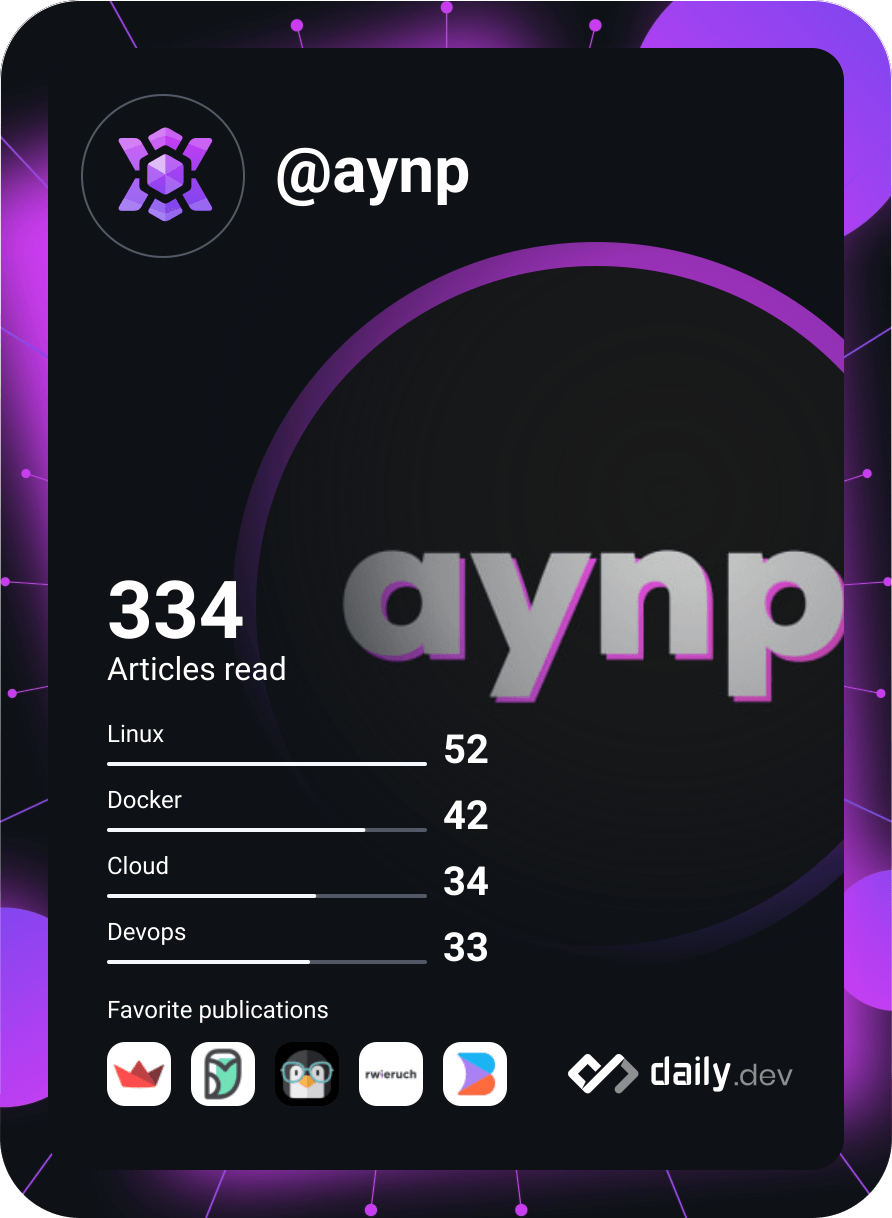 @aynp
aynp
334
Articles read
Linux
52
Docker
42
Cloud
34
Devops
33
Favorite publications
rwieruch
daily.dev